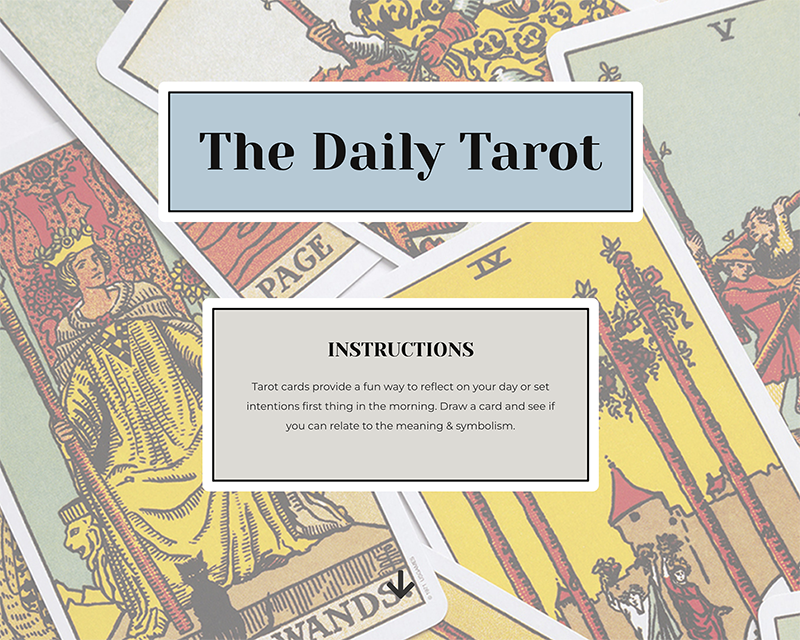 V
The Daily Tarot
PAGE
IV
INSTRUCTIONS
Tarot cards provide a fun way to reflect on your day or set
intentions first thing in the morning. Draw a card and see if
you can relate to the meaning & symbolism.
WANDS